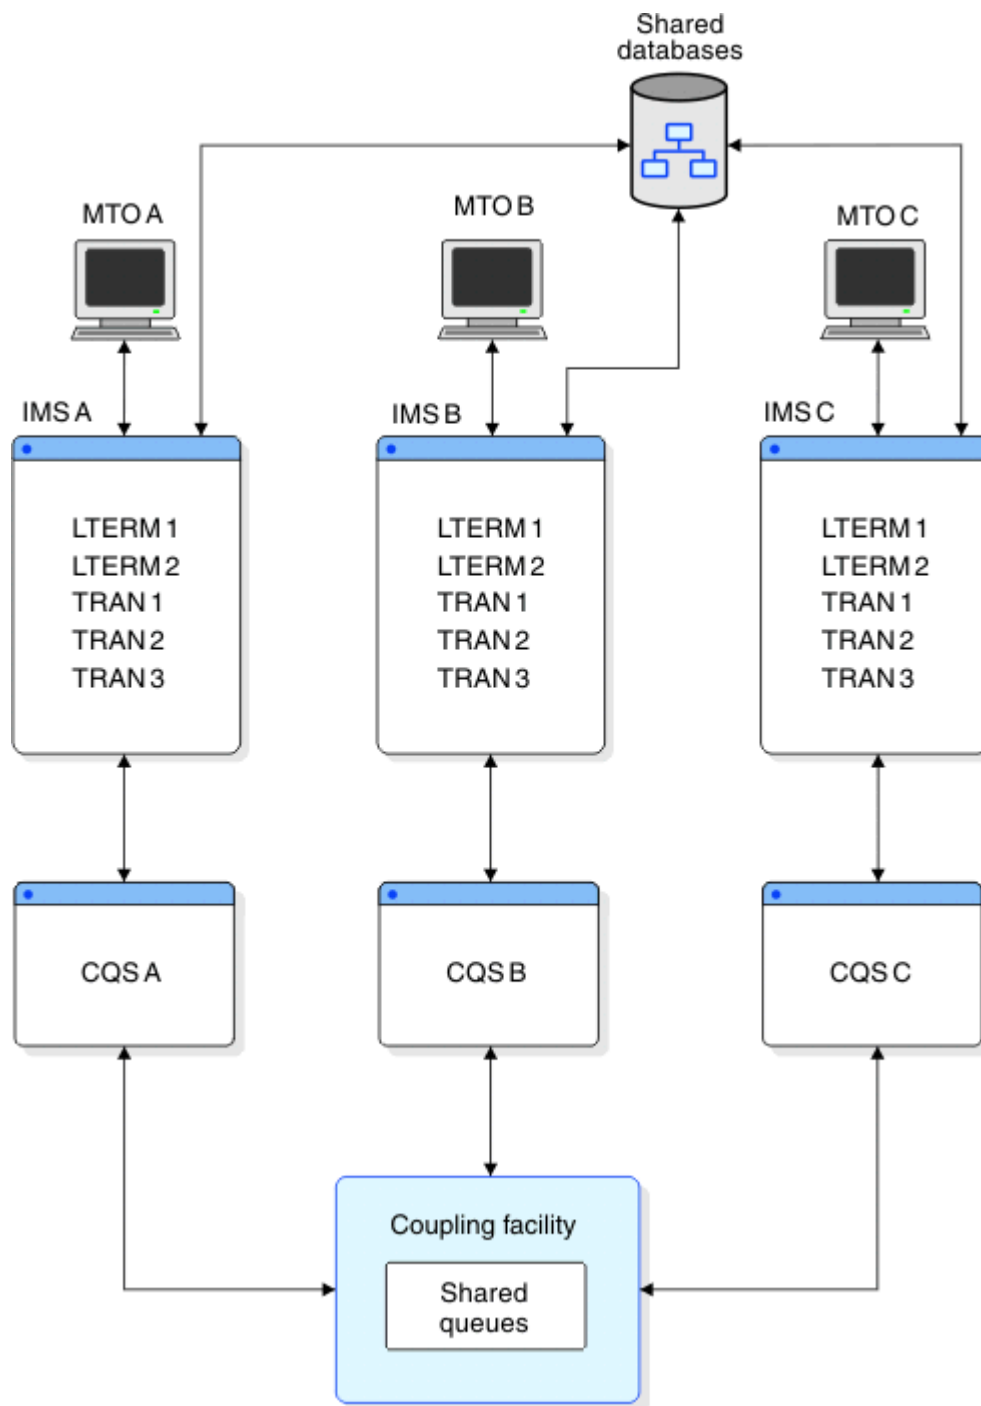 Shared
databases
MTO A
MTO B
MTO C
IMS A
IMS B
IMS C
LTERM 1
LTERM 2
TRAN 1
TRAN 2
TRAN 3
LTERM 1
LTERM 2
TRAN 1
TRAN 2
TRAN 3
LTERM 1
LTERM 2
TRAN 1
TRAN 2
TRAN 3
CQS A
CQS B
CQS C
Coupling facility
Shared
queues